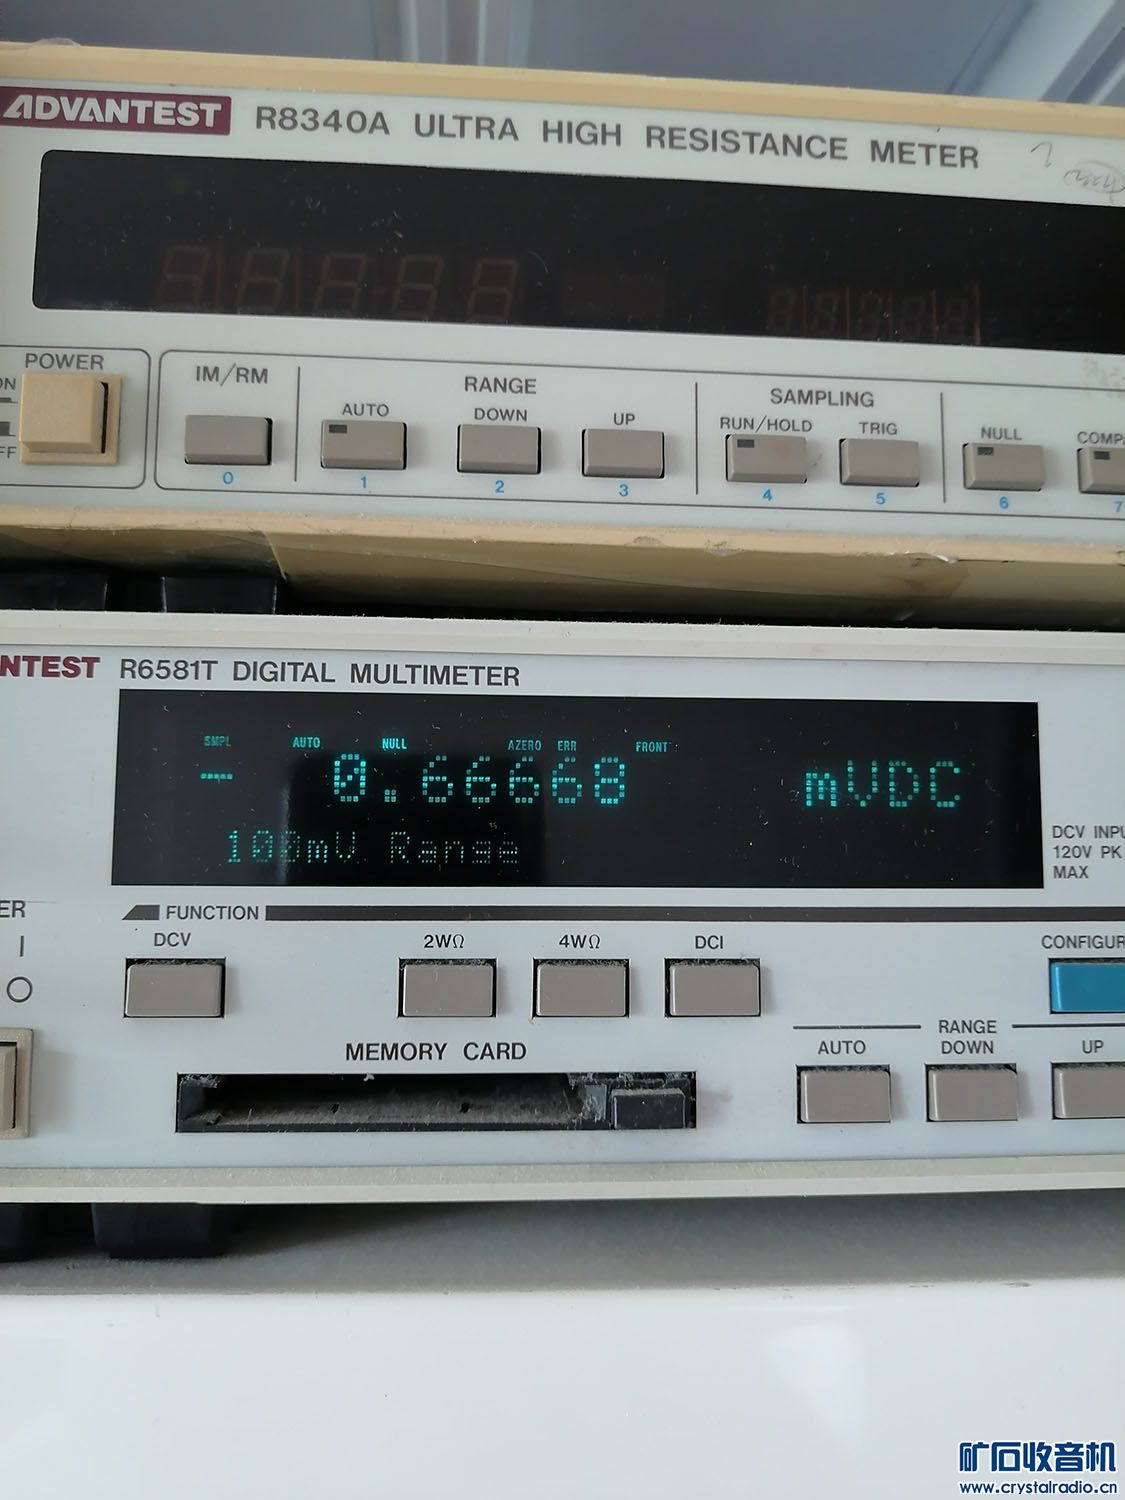 ADVANTEST R8340A ULTRA HIGH RESISTANCE METER
POWER
IM/RM
RANGE
SAMPLING
AUTO
DOWN
UP
RUN/HOLD
TRIG
NULL
ON
0
1
2
3
4
5
6
7
NTEST R6581T DIGITAL MULTIMETER
SMPL AUTO NULL AZERO ERR FRONT
- 0.66668 mVDC
100mV Range
DCV INPU
120V PK
MAX
ER
FUNCTION
DCV
2WΩ
4WΩ
DCI
CONFIGUR
I
O
RANGE
AUTO
DOWN
UP
MEMORY CARD
矿石收音机
www.crystalradio.cn